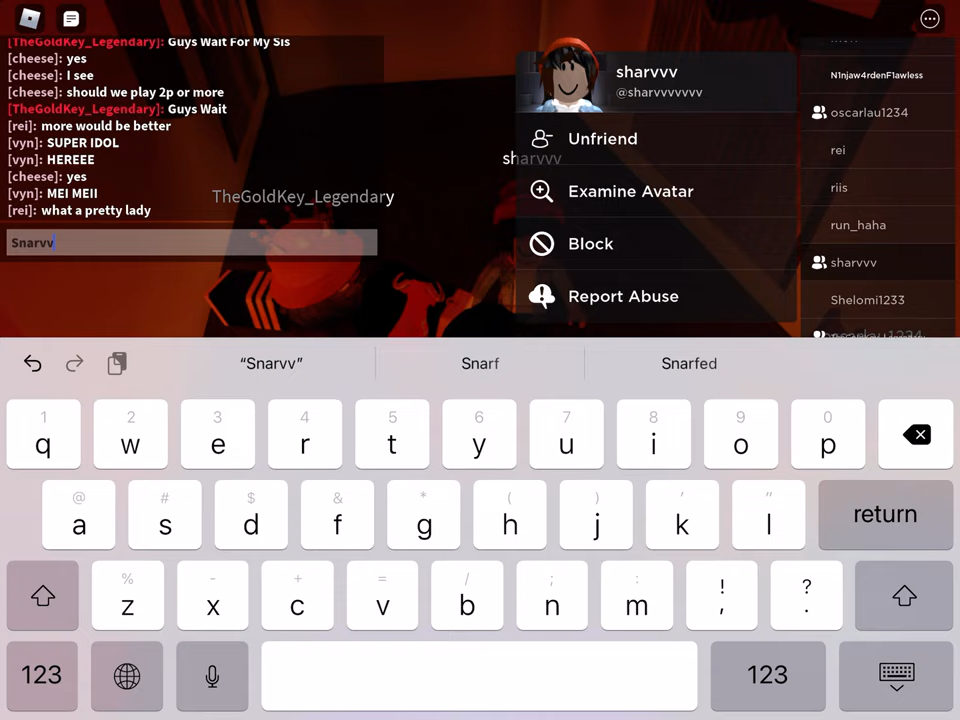 [TheGoldKey_Legendary]: Guys Wait For My Sis
[cheese]: yes
[cheese]: I see
[cheese]: should we play 2p or more
[TheGoldKey_Legendary]: Guys Wait
[rei]: more would be better
[vyn]: SUPER IDOL
[vyn]: HEREEE
[cheese]: yes
[vyn]: MEI MEII
[rei]: what a pretty lady
Snarvv
TheGoldKey_Legendary
sharvvv
sharvvv
@sharvvvvvvv
Unfriend
Examine Avatar
Block
Report Abuse
N1njaw4rdenF1awless
oscarlau1234
rei
riis
run_haha
sharvvv
Shelomi1233
oscarlau1234
“Snarvv”
Snarf
Snarfed
1 2 3 4 5 6 7 8 9 0
q w e r t y u i o p
@ # $ & * ( ) ' "
a s d f g h j k l return
% - + = / ; : ! ?
z x c v b n m , .
123 123